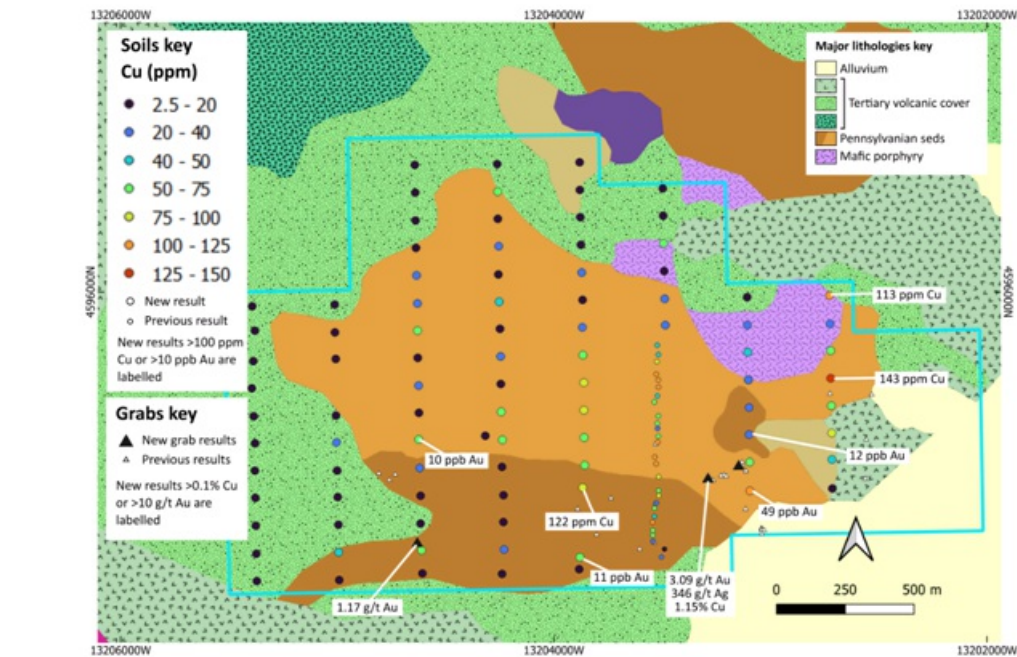 13206000W
13204000W
13202000W
Soils key
Cu (ppm)
2.5 - 20
20 - 40
40 - 50
50 - 75
75 - 100
100 - 125
125 - 150
New result
Previous result
New results >100 ppm
Cu or >10 ppb Au are
labelled
Grabs key
New grab results
Previous results
New results >0.1% Cu
or >10 g/t Au are
labelled
Major lithologies key
Alluvium
Tertiary volcanic cover
Pennsylvanian seds
Mafic porphyry
4596000N
4596000N
113 ppm Cu
143 ppm Cu
10 ppb Au
12 ppb Au
122 ppm Cu
49 ppb Au
11 ppb Au
3.09 g/t Au
346 g/t Ag
1.15% Cu
1.17 g/t Au
0 250 500 m
13206000W
13204000W
13202000W